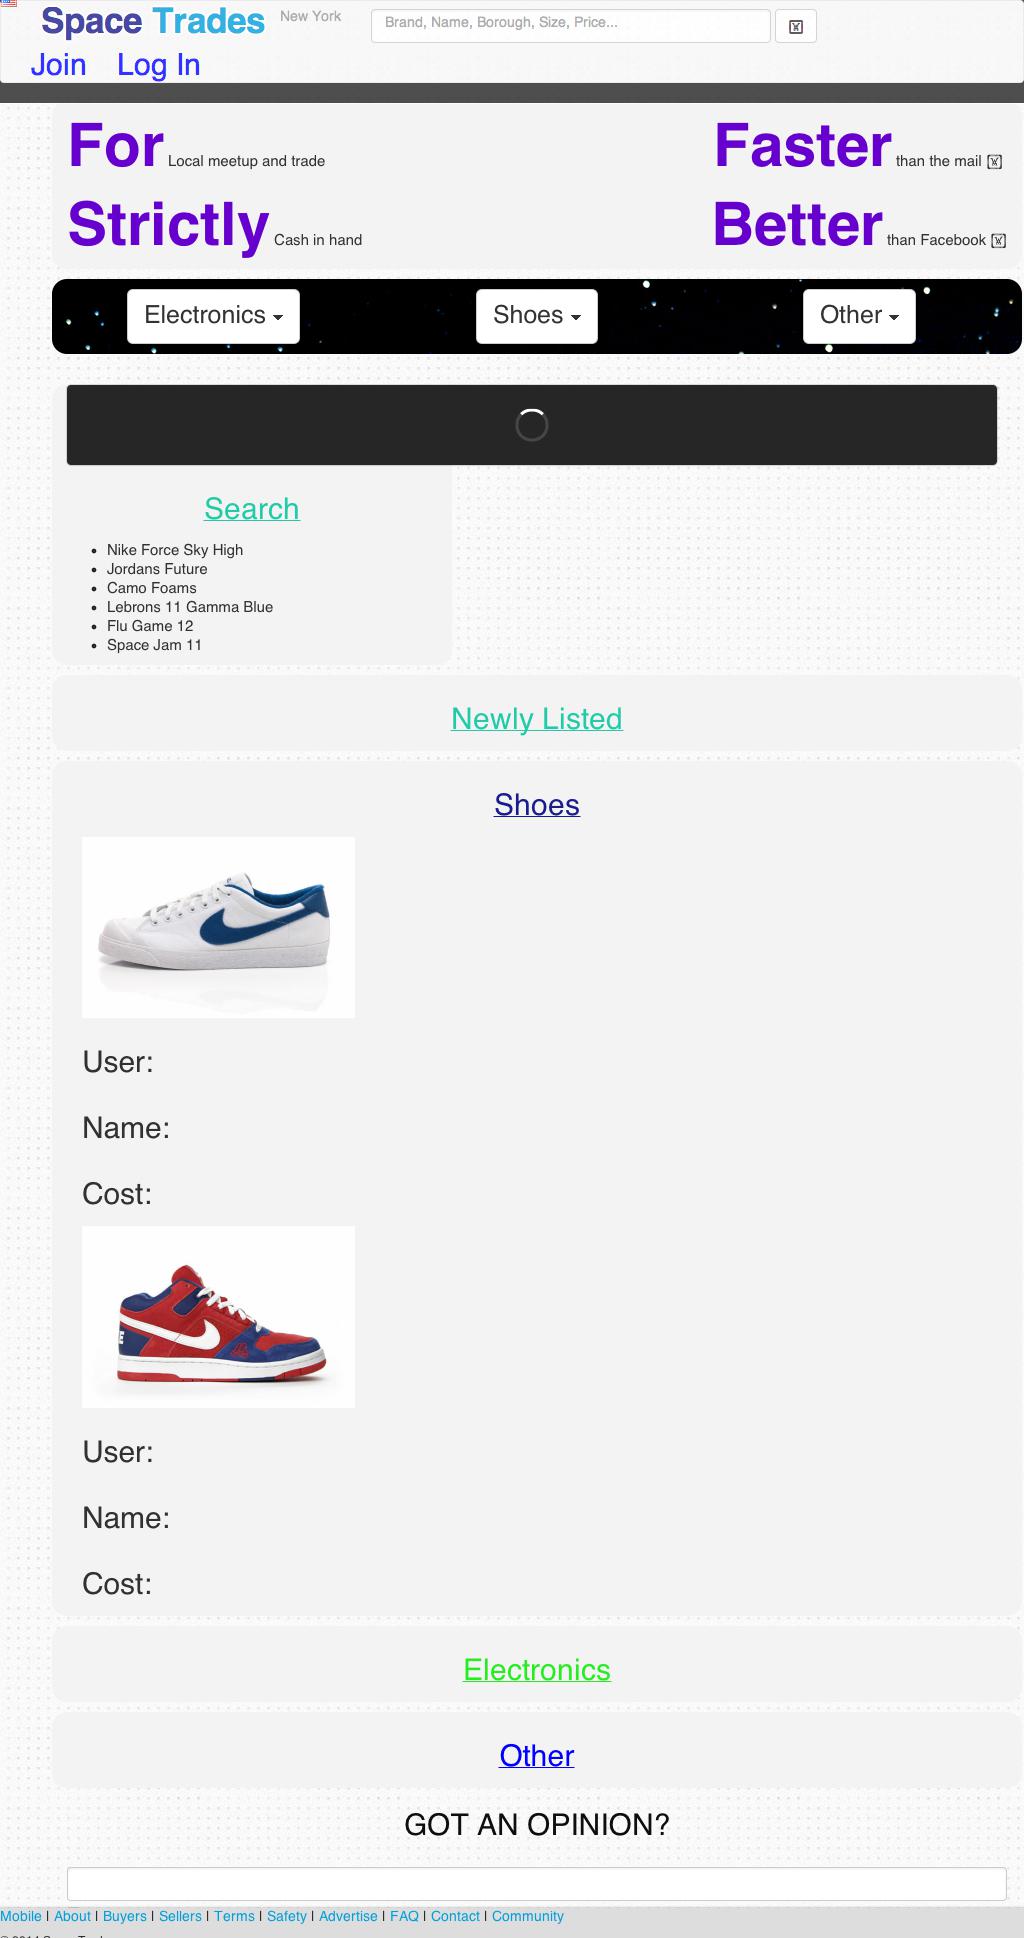 Space Trades New York Brand, Name, Borough, Size, Price...
Join Log In
For Local meetup and trade
Faster than the mail
Strictly Cash in hand
Better than Facebook
Electronics Shoes Other
Search
Nike Force Sky High
Jordans Future
Camo Foams
Lebrons 11 Gamma Blue
Flu Game 12
Space Jam 11
Newly Listed
Shoes
User:
Name:
Cost:
User:
Name:
Cost:
Electronics
Other
GOT AN OPINION?
Mobile | About | Buyers | Sellers | Terms | Safety | Advertise | FAQ | Contact | Community